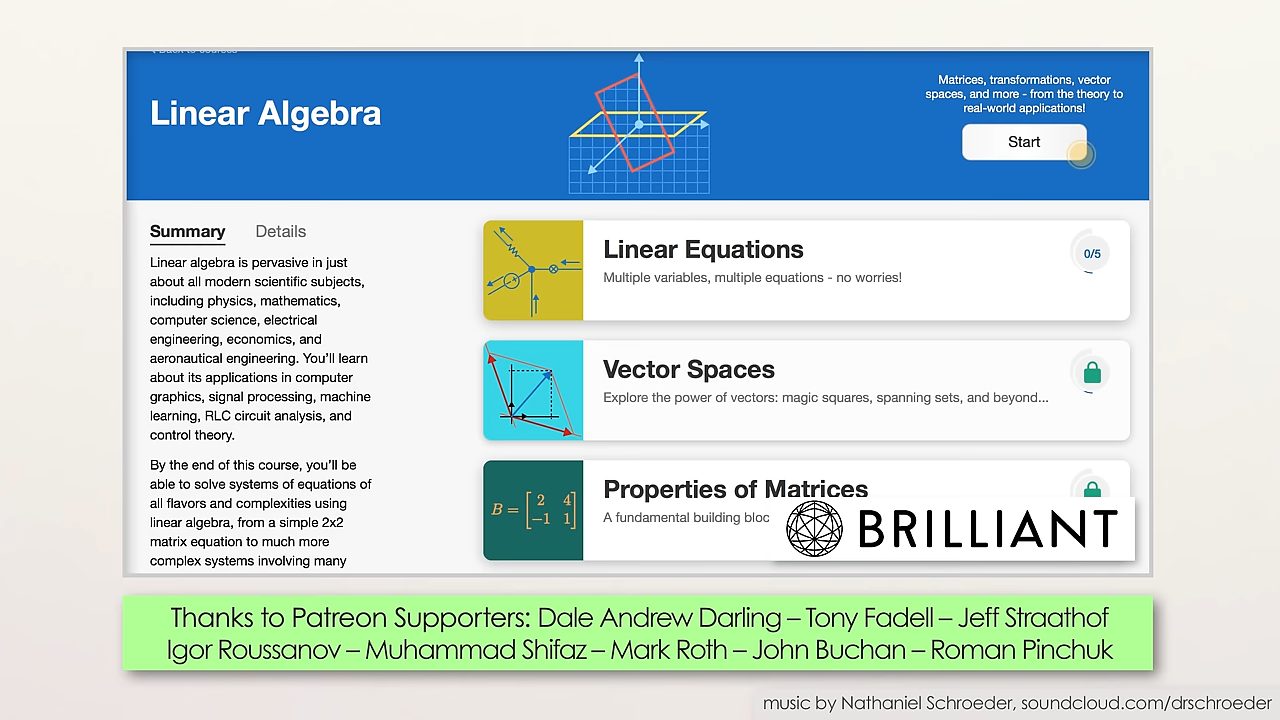 < Back to course
Linear Algebra
Matrices, transformations, vector
spaces, and more - from the theory to
real-world applications!
Start
Summary
Details
Linear algebra is pervasive in just
about all modern scientific subjects,
including physics, mathematics,
computer science, electrical
engineering, economics, and
aeronautical engineering. You'll learn
about its applications in computer
graphics, signal processing, machine
learning, RLC circuit analysis, and
control theory.
By the end of this course, you'll be
able to solve systems of equations of
all flavors and complexities using
linear algebra, from a simple 2x2
matrix equation to much more
complex systems involving many
Linear Equations
Multiple variables, multiple equations - no worries!
0/5
Vector Spaces
Explore the power of vectors: magic squares, spanning sets, and beyond...
B = [2 4
-1 1]
Properties of Matrices
A fundamental building bloc
BRILLIANT
Thanks to Patreon Supporters: Dale Andrew Darling – Tony Fadell – Jeff Straathof
Igor Roussanov – Muhammad Shifaz – Mark Roth – John Buchan – Roman Pinchuk
music by Nathaniel Schroeder, soundcloud.com/drschroeder